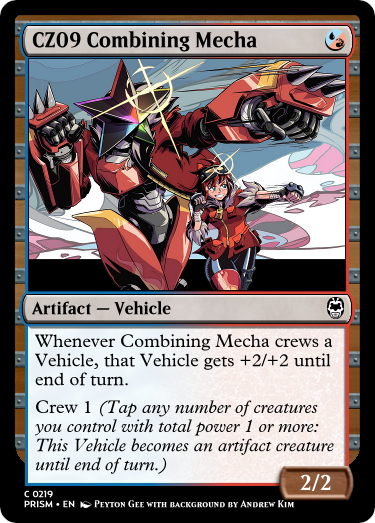 CZ09 Combining Mecha
Artifact — Vehicle
Whenever Combining Mecha crews a
Vehicle, that Vehicle gets +2/+2 until
end of turn.
Crew 1 (Tap any number of creatures
you control with total power 1 or more:
This Vehicle becomes an artifact creature
until end of turn.)
2/2
C 0219
PRISM • EN Peyton Gee with background by Andrew Kim